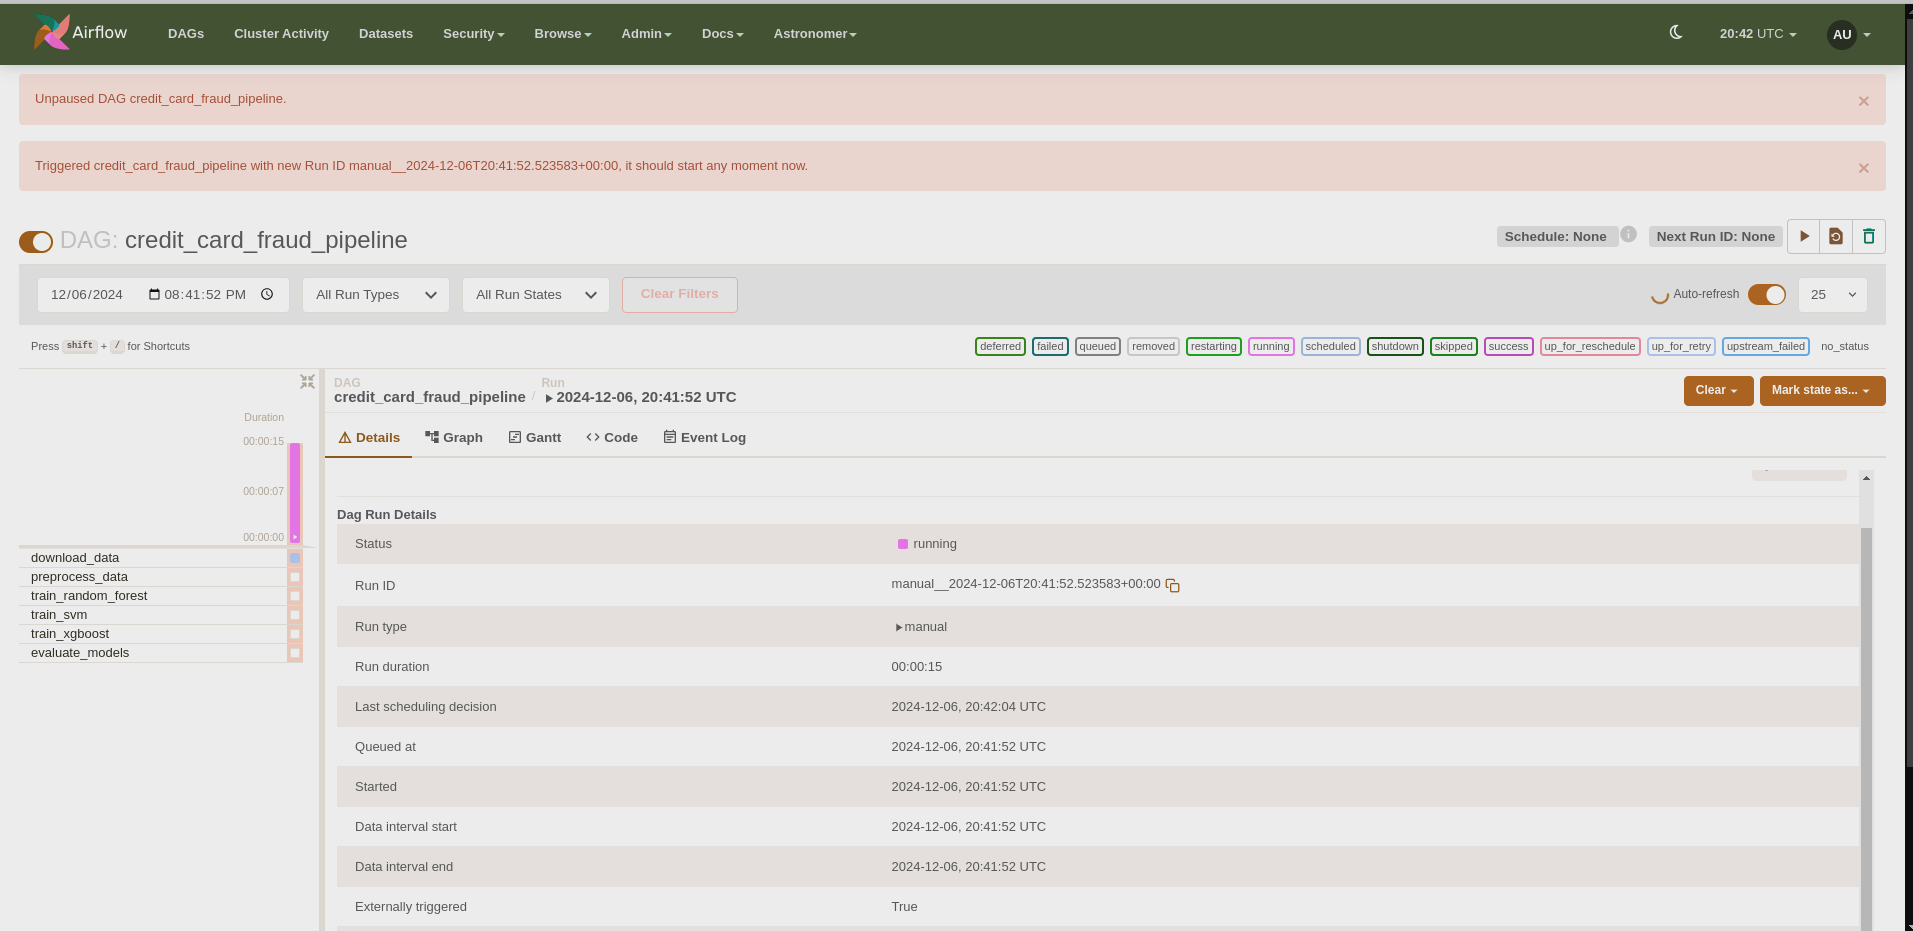 Airflow
DAGs Cluster Activity Datasets Security Browse Admin Docs Astronomer 20:42 UTC AU
Unpaused DAG credit_card_fraud_pipeline. ×
Triggered credit_card_fraud_pipeline with new Run ID manual__2024-12-06T20:41:52.523583+00:00, it should start any moment now. ×
DAG: credit_card_fraud_pipeline Schedule: None Next Run ID: None
12/06/2024 08:41:52 PM All Run Types All Run States Clear Filters Auto-refresh 25
Press shift + / for Shortcuts deferred failed queued removed restarting running scheduled shutdown skipped success up_for_reschedule up_for_retry upstream_failed no_status
DAG Run
credit_card_fraud_pipeline / 2024-12-06, 20:41:52 UTC
Clear Mark state as...
Duration
00:00:15
00:00:07
00:00:00
download_data
preprocess_data
train_random_forest
train_svm
train_xgboost
evaluate_models
Details Graph Gantt Code Event Log
Dag Run Details
Status running
Run ID manual__2024-12-06T20:41:52.523583+00:00
Run type manual
Run duration 00:00:15
Last scheduling decision 2024-12-06, 20:42:04 UTC
Queued at 2024-12-06, 20:41:52 UTC
Started 2024-12-06, 20:41:52 UTC
Data interval start 2024-12-06, 20:41:52 UTC
Data interval end 2024-12-06, 20:41:52 UTC
Externally triggered True